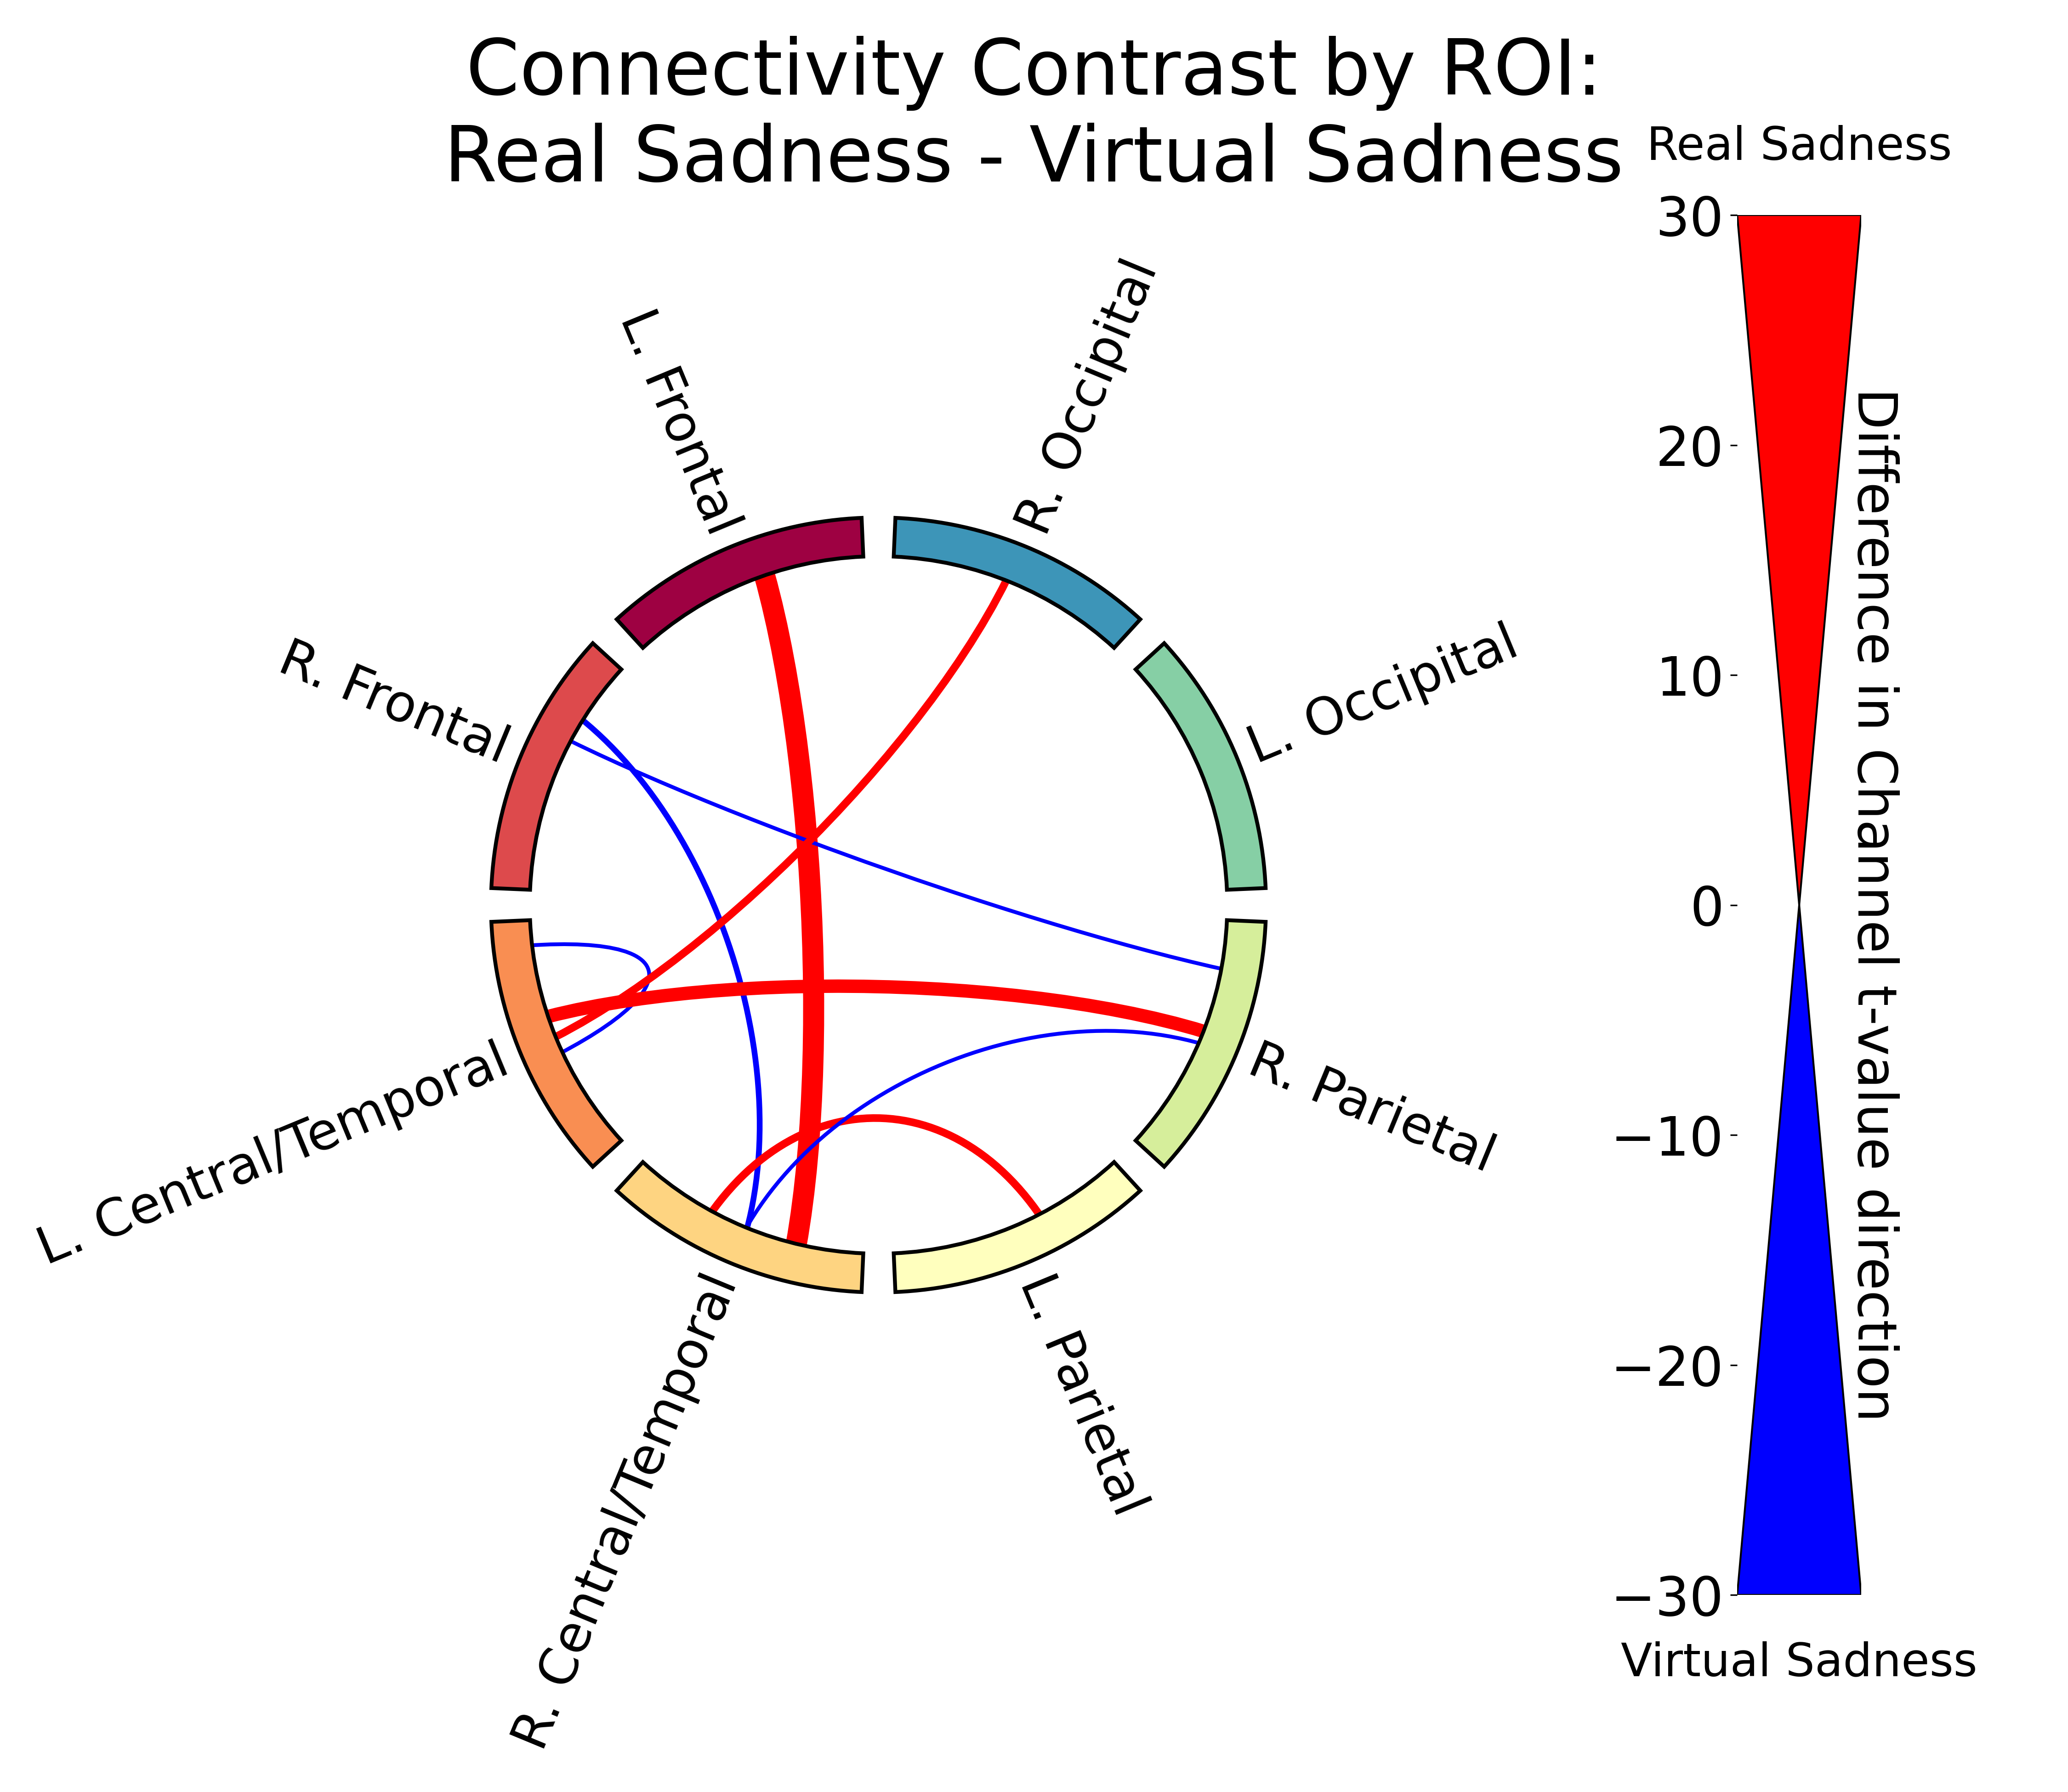 Connectivity Contrast by ROI:
Real Sadness - Virtual Sadness
Real Sadness
30
20
10
0
−10
−20
−30
Virtual Sadness
Difference in Channel t-value direction
L. Frontal
R. Occipital
R. Frontal
L. Occipital
L. Central/Temporal
R. Parietal
R. Central/Temporal
L. Parietal